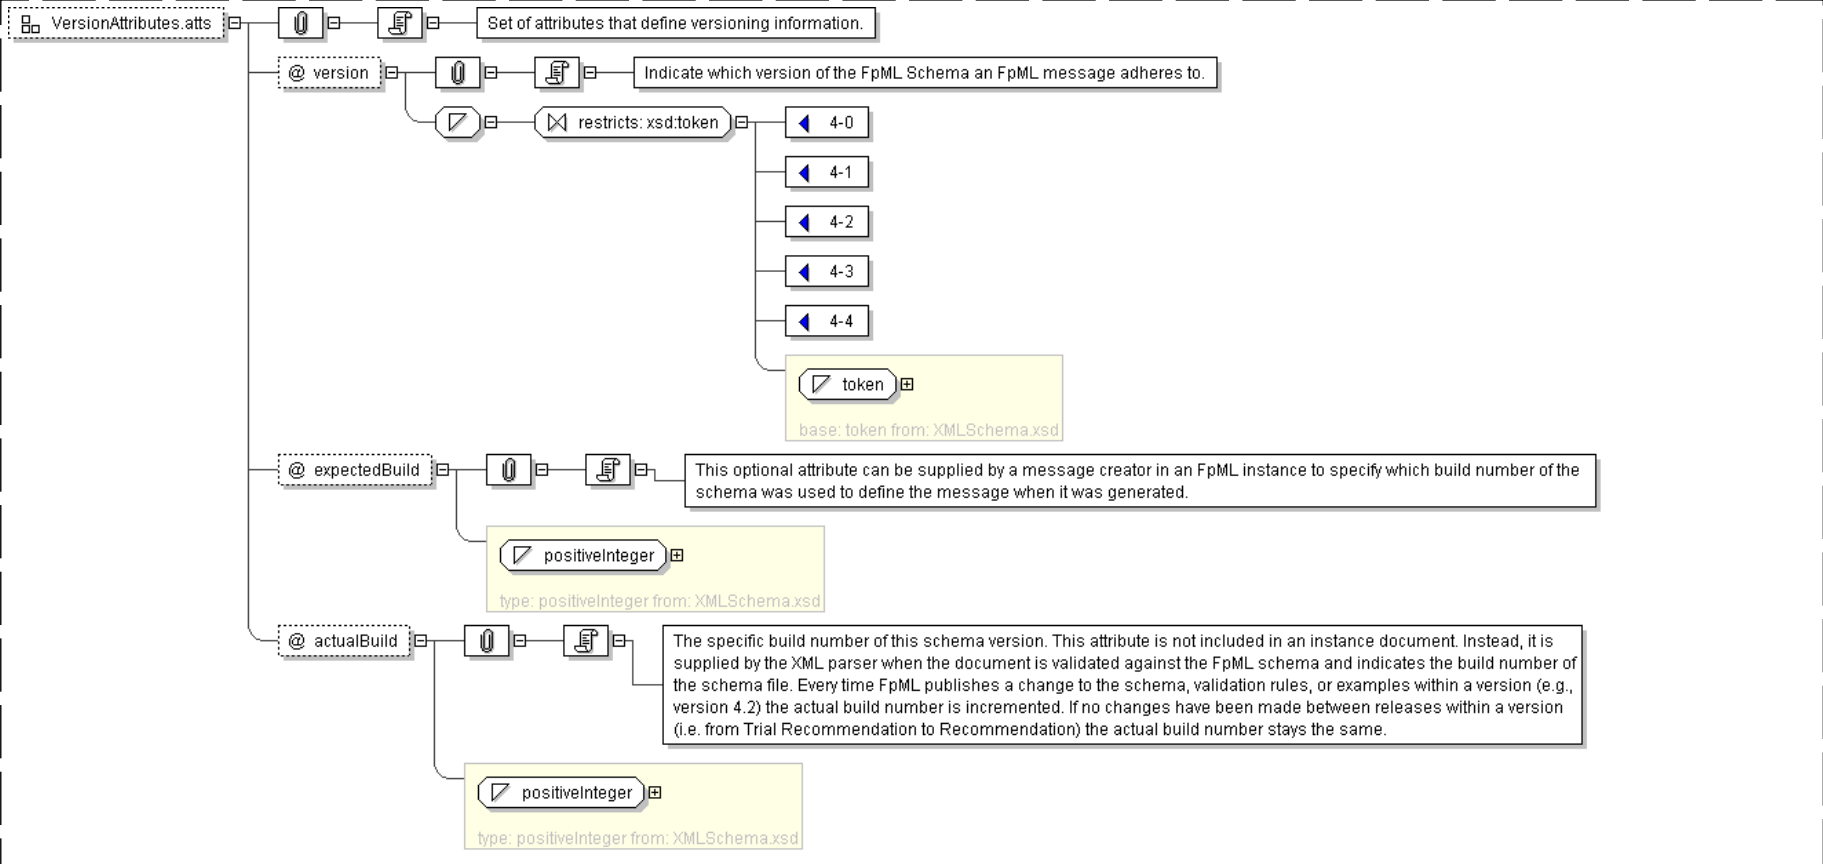 VersionAttributes.atts
Set of attributes that define versioning information.
@ version
Indicate which version of the FpML Schema an FpML message adheres to.
restricts: xsd:token
4-0
4-1
4-2
4-3
4-4
token
base: token from: XMLSchema.xsd
@ expectedBuild
This optional attribute can be supplied by a message creator in an FpML instance to specify which build number of the
schema was used to define the message when it was generated.
positiveInteger
type: positiveInteger from: XMLSchema.xsd
@ actualBuild
The specific build number of this schema version. This attribute is not included in an instance document. Instead, it is
supplied by the XML parser when the document is validated against the FpML schema and indicates the build number of
the schema file. Every time FpML publishes a change to the schema, validation rules, or examples within a version (e.g.,
version 4.2) the actual build number is incremented. If no changes have been made between releases within a version
(i.e. from Trial Recommendation to Recommendation) the actual build number stays the same.
positiveInteger
type: positiveInteger from: XMLSchema.xsd